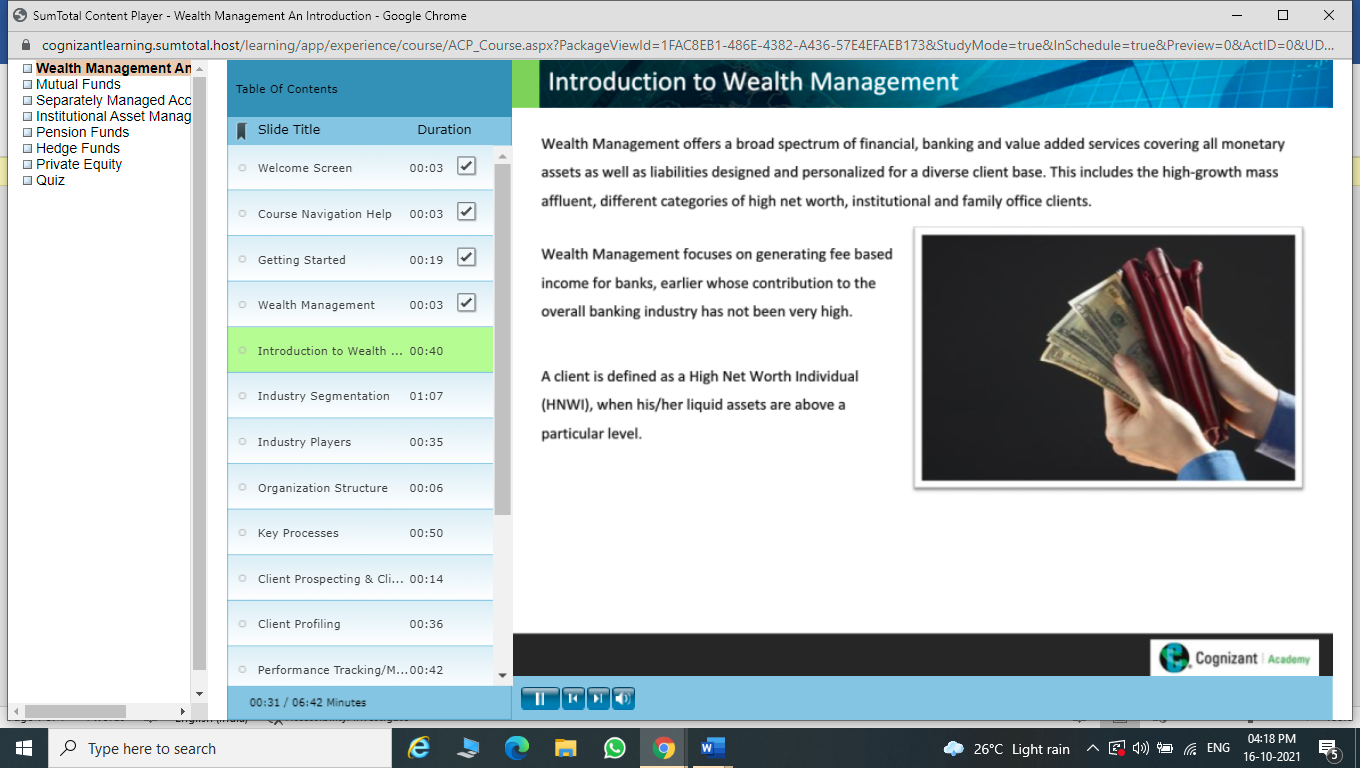 SumTotal Content Player - Wealth Management An Introduction - Google Chrome
cognizantlearning.sumtotal.host/learning/app/experience/course/ACP_Course.aspx?PackageViewId=1FAC8EB1-486E-4382-A436-57E4EFAEB173&StudyMode=true&InSchedule=true&Preview=0&ActID=0&UD...
Wealth Management An
Mutual Funds
Separately Managed Acc
Institutional Asset Manag
Pension Funds
Hedge Funds
Private Equity
Quiz
Table Of Contents
Slide Title Duration
Welcome Screen 00:03
Course Navigation Help 00:03
Getting Started 00:19
Wealth Management 00:03
Introduction to Wealth ... 00:40
Industry Segmentation 01:07
Industry Players 00:35
Organization Structure 00:06
Key Processes 00:50
Client Prospecting & Cli... 00:14
Client Profiling 00:36
Performance Tracking/M... 00:42
00:31 / 06:42 Minutes
Introduction to Wealth Management
Wealth Management offers a broad spectrum of financial, banking and value added services covering all monetary
assets as well as liabilities designed and personalized for a diverse client base. This includes the high-growth mass
affluent, different categories of high net worth, institutional and family office clients.
Wealth Management focuses on generating fee based
income for banks, earlier whose contribution to the
overall banking industry has not been very high.
A client is defined as a High Net Worth Individual
(HNWI), when his/her liquid assets are above a
particular level.
Cognizant | Academy
Type here to search
26°C Light rain
ENG
04:18 PM
16-10-2021
5